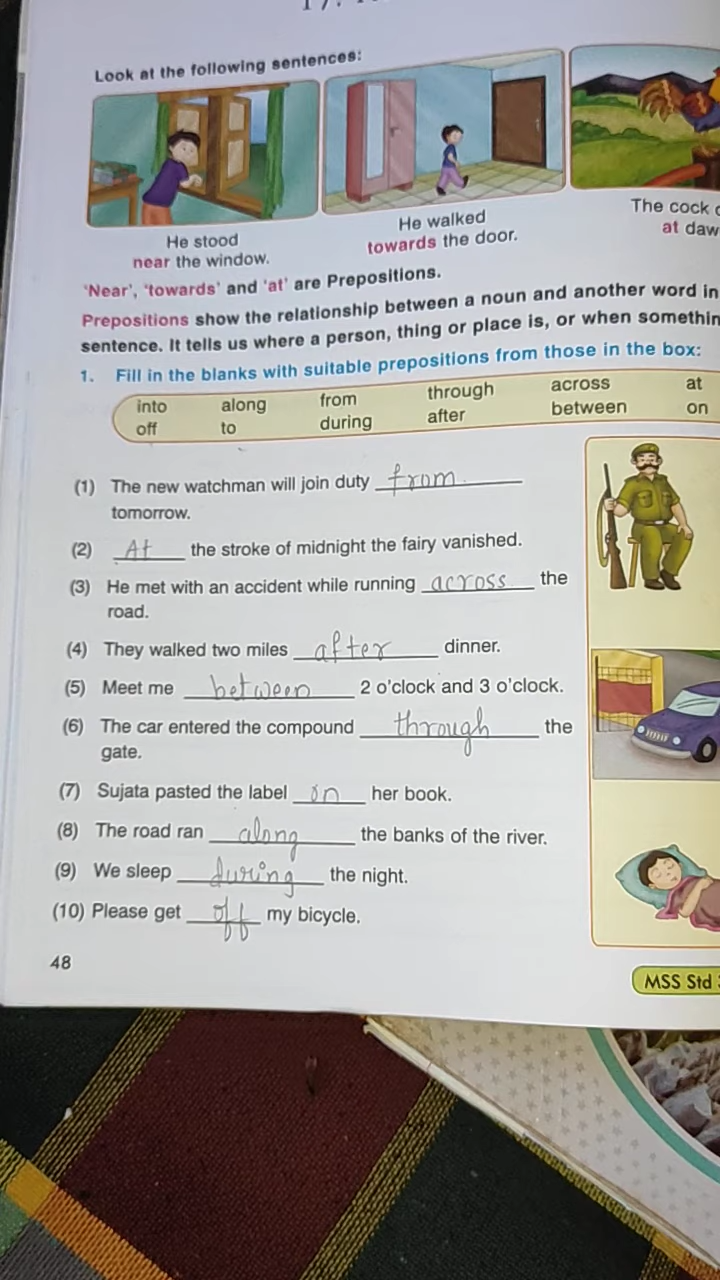 Look at the following sentences:
He stood
near the window.
He walked
towards the door.
The cock
at daw
'Near', 'towards' and 'at' are Prepositions.
Prepositions show the relationship between a noun and another word in
sentence. It tells us where a person, thing or place is, or when somethin
1. Fill in the blanks with suitable prepositions from those in the box:
into along from through across at
off to during after between on
(1) The new watchman will join duty from
tomorrow.
(2) At the stroke of midnight the fairy vanished.
(3) He met with an accident while running across the
road.
(4) They walked two miles after dinner.
(5) Meet me between 2 o'clock and 3 o'clock.
(6) The car entered the compound through the
gate.
(7) Sujata pasted the label on her book.
(8) The road ran along the banks of the river.
(9) We sleep during the night.
(10) Please get off my bicycle.
48
MSS Std